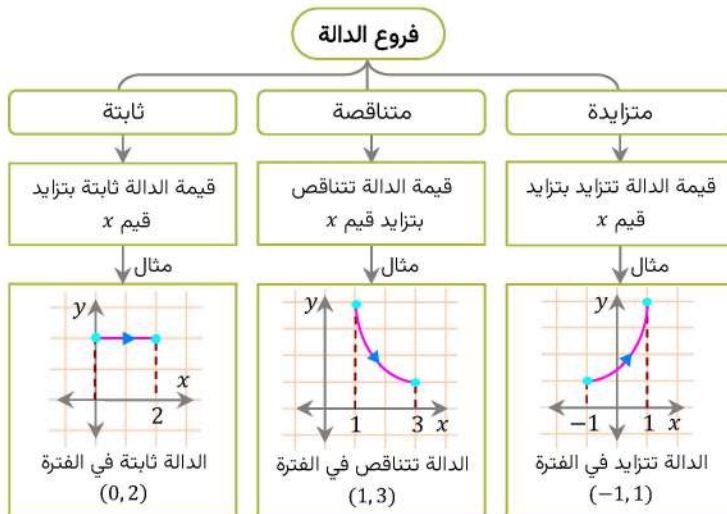 فروع الدالة
متزايدة
متناقصة
ثابتة
قيمة الدالة تتزايد بتزايد
قيم x
قيمة الدالة تتناقص
بتزايد قيم x
قيمة الدالة ثابتة بتزايد
قيم x
مثال
مثال
مثال
y
−1
1
x
الدالة تتزايد في الفترة
(−1, 1)
y
1
3
x
الدالة تتناقص في الفترة
(1, 3)
y
x
2
الدالة ثابتة في الفترة
(0, 2)